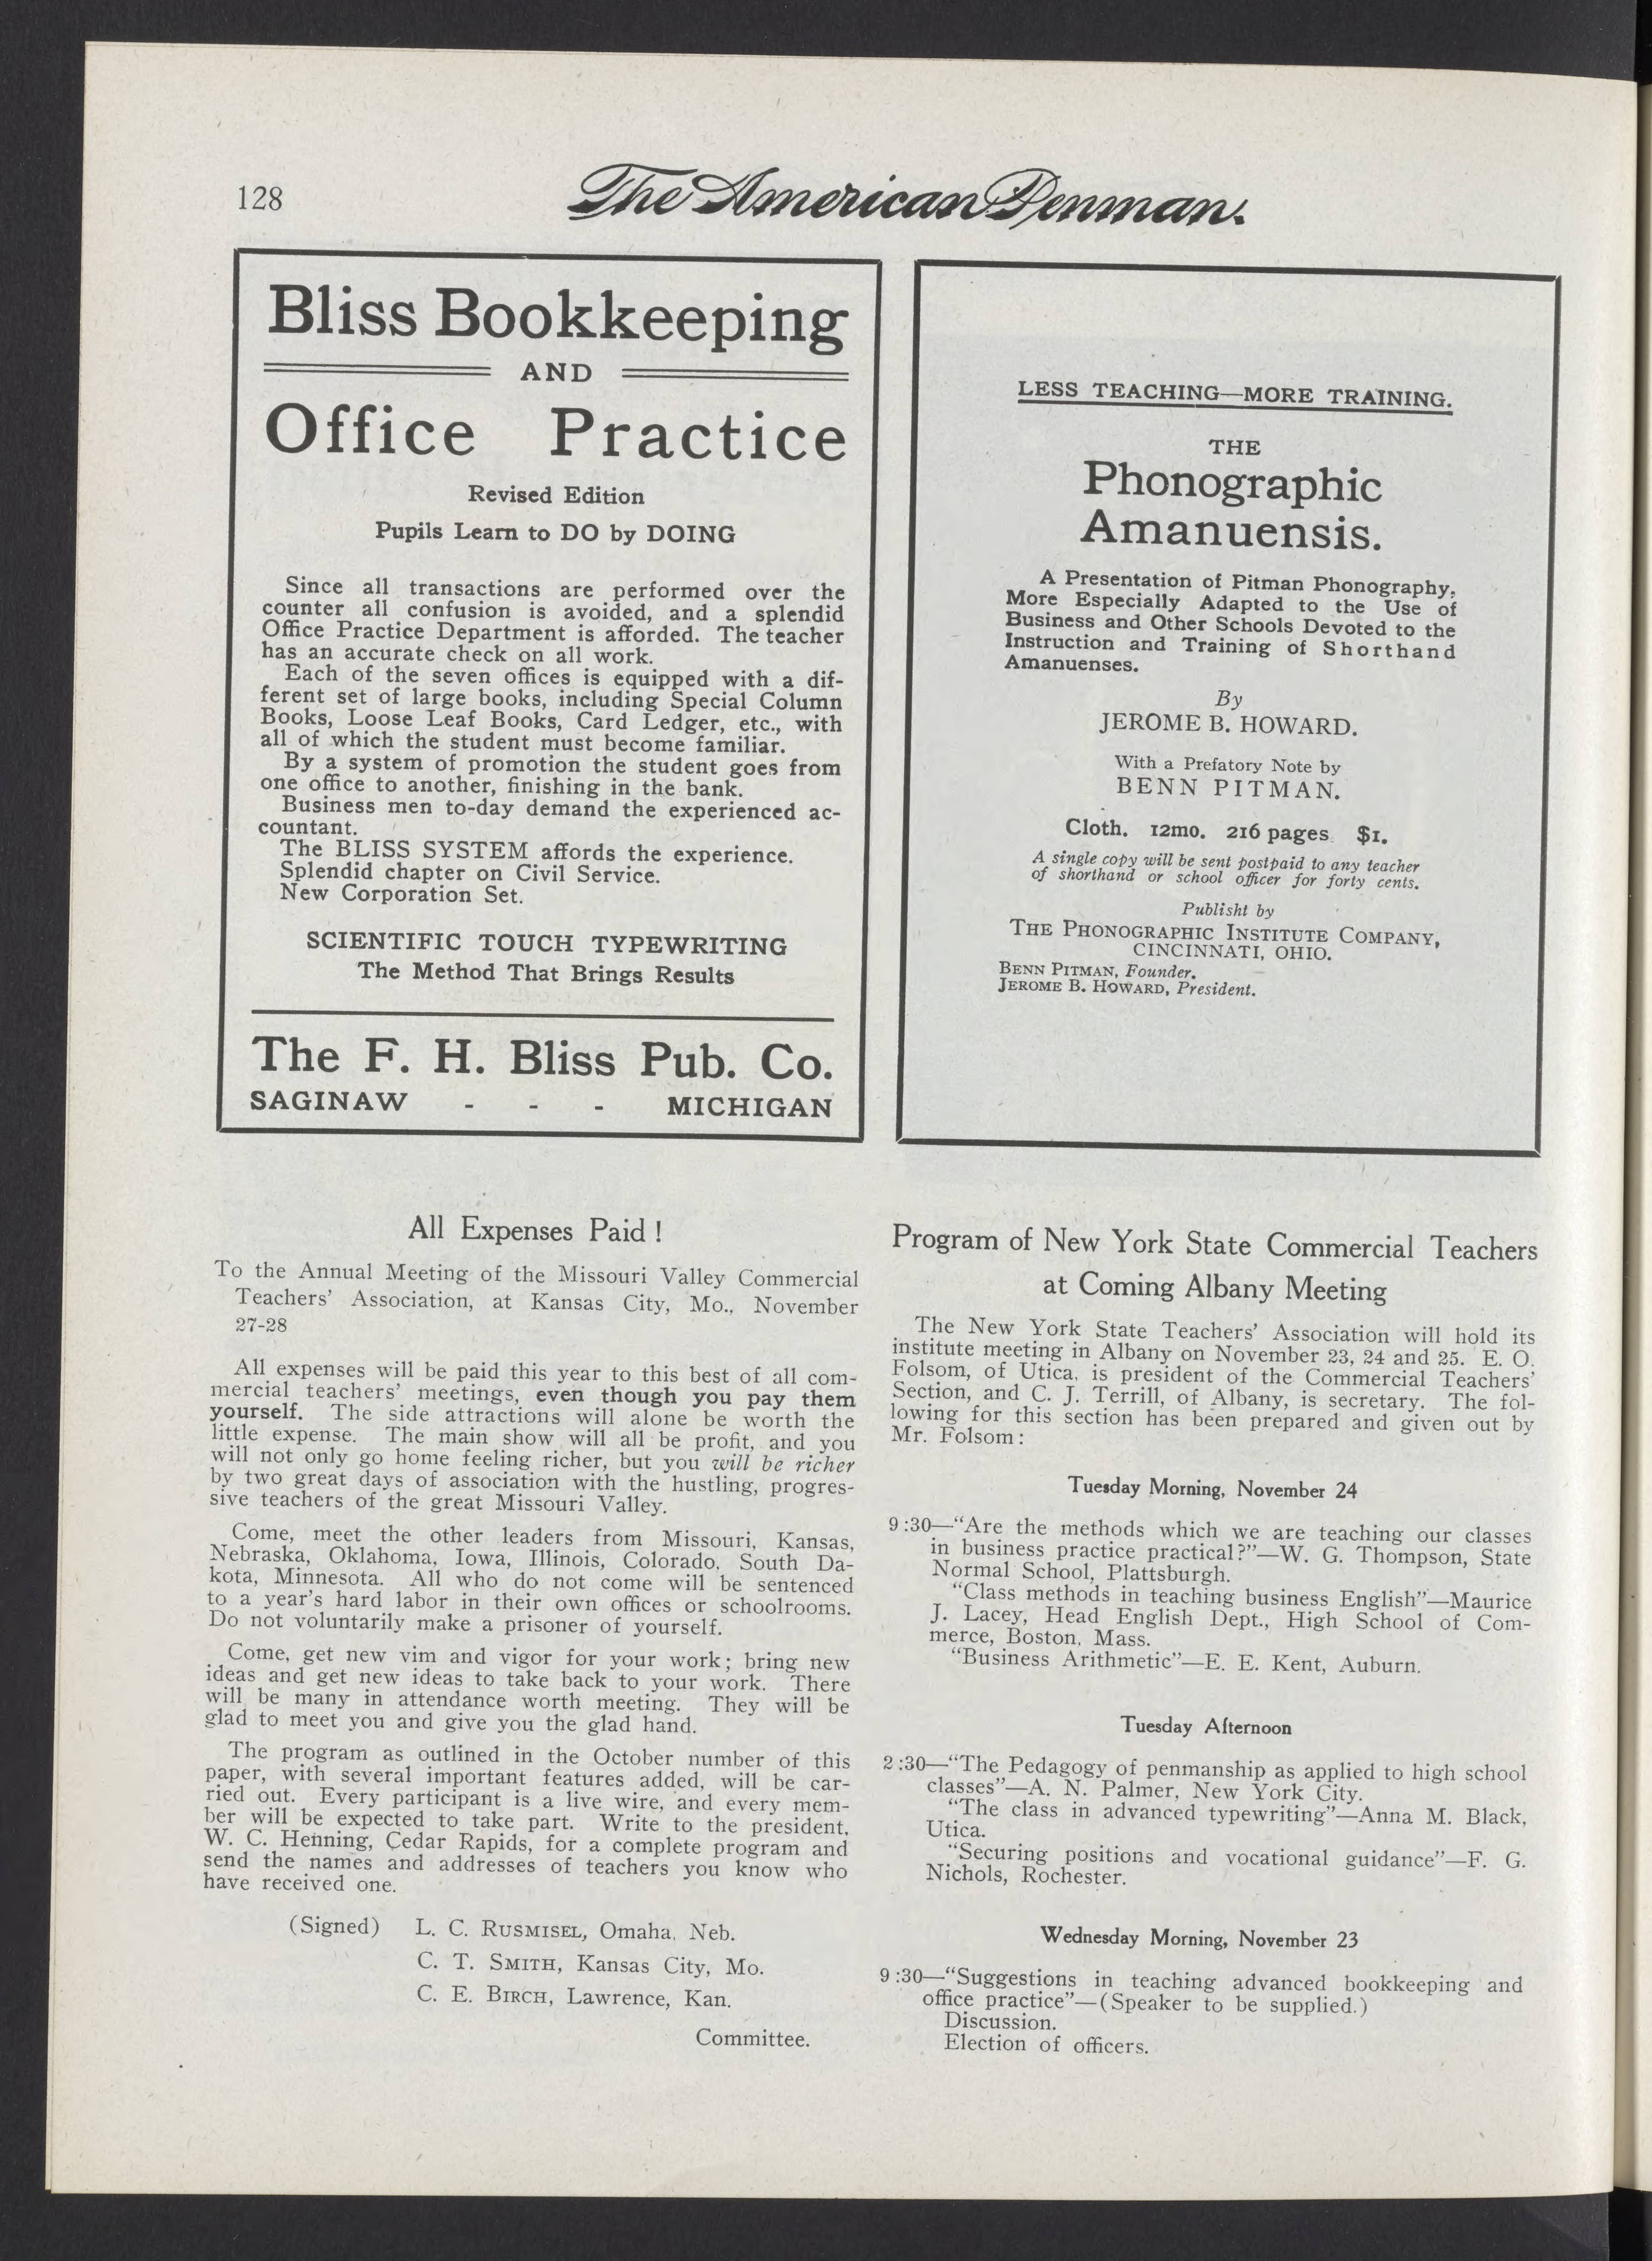 128
The American Penman.
Bliss Bookkeeping
AND
Office Practice
Revised Edition
Pupils Learn to DO by DOING
Since all transactions are performed over the
counter all confusion is avoided, and a splendid
Office Practice Department is afforded. The teacher
has an accurate check on all work.
Each of the seven offices is equipped with a dif-
ferent set of large books, including Special Column
Books, Loose Leaf Books, Card Ledger, etc., with
all of which the student must become familiar.
By a system of promotion the student goes from
one office to another, finishing in the bank.
Business men to-day demand the experienced ac-
countant.
The BLISS SYSTEM affords the experience.
Splendid chapter on Civil Service.
New Corporation Set.
SCIENTIFIC TOUCH TYPEWRITING
The Method That Brings Results
The F. H. Bliss Pub. Co.
SAGINAW - - - MICHIGAN
LESS TEACHING—MORE TRAINING.
THE
Phonographic
Amanuensis.
A Presentation of Pitman Phonography,
More Especially Adapted to the Use of
Business and Other Schools Devoted to the
Instruction and Training of Shorthand
Amanuenses.
By
JEROME B. HOWARD.
With a Prefatory Note by
BENN PITMAN.
Cloth. 12mo. 216 pages $1.
A single copy will be sent postpaid to any teacher
of shorthand or school officer for forty cents.
Publisht by
THE PHONOGRAPHIC INSTITUTE COMPANY,
CINCINNATI, OHIO.
BENN PITMAN, Founder.
JEROME B. HOWARD, President.
All Expenses Paid !
To the Annual Meeting of the Missouri Valley Commercial
Teachers' Association, at Kansas City, Mo., November
27-28
All expenses will be paid this year to this best of all com-
mercial teachers' meetings, even though you pay them
yourself. The side attractions will alone be worth the
little expense. The main show will all be profit, and you
will not only go home feeling richer, but you will be richer
by two great days of association with the hustling, progres-
sive teachers of the great Missouri Valley.
Come, meet the other leaders from Missouri, Kansas,
Nebraska, Oklahoma, Iowa, Illinois, Colorado, South Da-
kota, Minnesota. All who do not come will be sentenced
to a year's hard labor in their own offices or schoolrooms.
Do not voluntarily make a prisoner of yourself.
Come, get new vim and vigor for your work; bring new
ideas and get new ideas to take back to your work. There
will be many in attendance worth meeting. They will be
glad to meet you and give you the glad hand.
The program as outlined in the October number of this
paper, with several important features added, will be car-
ried out. Every participant is a live wire, and every mem-
ber will be expected to take part. Write to the president,
W. C. Henning, Cedar Rapids, for a complete program and
send the names and addresses of teachers you know who
have received one.
(Signed) L. C. RUSMISEL, Omaha, Neb.
C. T. SMITH, Kansas City, Mo.
C. E. BIRCH, Lawrence, Kan.
Committee.
Program of New York State Commercial Teachers
at Coming Albany Meeting
The New York State Teachers' Association will hold its
institute meeting in Albany on November 23, 24 and 25. E. O.
Folsom, of Utica, is president of the Commercial Teachers'
Section, and C. J. Terrill, of Albany, is secretary. The fol-
lowing for this section has been prepared and given out by
Mr. Folsom:
Tuesday Morning, November 24
9:30—"Are the methods which we are teaching our classes
in business practice practical?"—W. G. Thompson, State
Normal School, Plattsburgh.
"Class methods in teaching business English"—Maurice
J. Lacey, Head English Dept., High School of Com-
merce, Boston, Mass.
"Business Arithmetic"—E. E. Kent, Auburn.
Tuesday Afternoon
2:30—"The Pedagogy of penmanship as applied to high school
classes"—A. N. Palmer, New York City.
"The class in advanced typewriting"—Anna M. Black,
Utica.
"Securing positions and vocational guidance"—F. G.
Nichols, Rochester.
Wednesday Morning, November 23
9:30—"Suggestions in teaching advanced bookkeeping and
office practice"—(Speaker to be supplied.)
Discussion.
Election of officers.